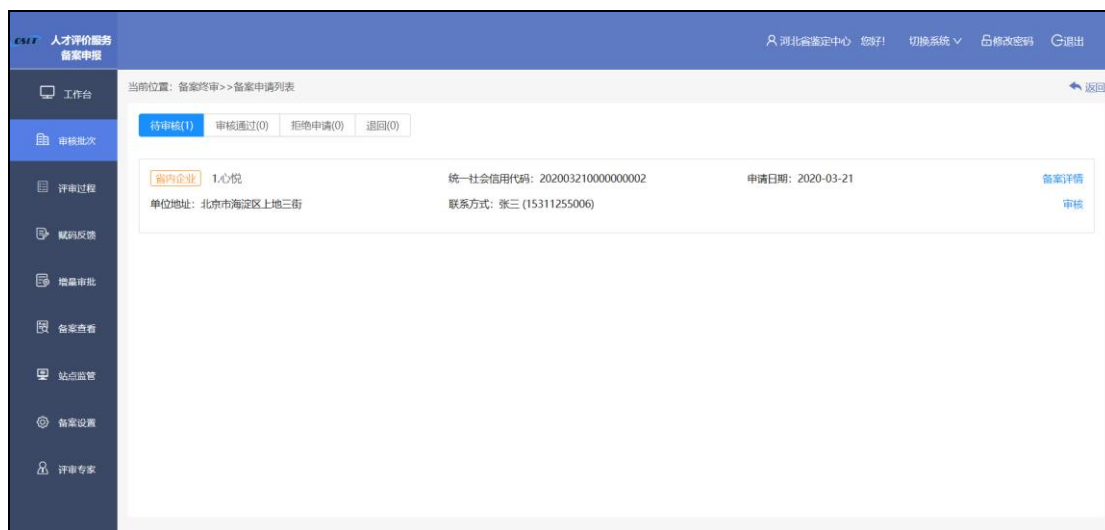 CSLT 人才评价服务
备案申报
河北省鉴定中心 您好! 切换系统 修改密码 退出
工作台
审核批次
评审过程
赋码反馈
增量审批
备案查看
站点监管
备案设置
评审专家
当前位置：备案终审>>备案申请列表 返回
待审核(1) 审核通过(0) 拒绝申请(0) 退回(0)
省内企业 1.心悦 统一社会信用代码：202003210000000002 申请日期：2020-03-21 备案详情
单位地址：北京市海淀区上地三街 联系方式：张三 (15311255006) 审核